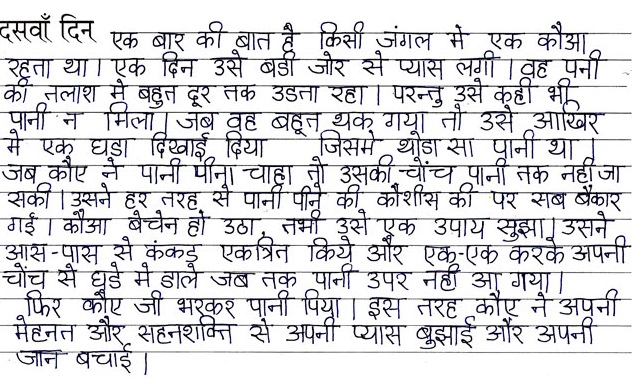 दसवाँ दिन एक बार की बात है किसी जंगल मे एक कौआ
रहता था। एक दिन उसे बडी जोर से प्यास लगी। वह पनी
की तलाश मे बहुत दूर तक उडता रहा। परन्तु उसे कही भी
पानी न मिला। जब वह बहूत थक गया तो उसे आखिर
मे एक घडा दिखाई दिया जिसमे थोडा सा पानी था।
जब कौए ने पानी पीना चाहा तो उसकी चोंच पानी तक नही जा
सकी। उसने हर तरह से पानी पीने की कौशीस की पर सब बेकार
गई। कौआ बेचेन हो उठा, तभी उसे एक उपाय सुझा। उसने
आस-पास से कंकड एकत्रित किये और एक-एक करके अपनी
चोंच से घडे मे डाले जब तक पानी उपर नही आ गया।
फिर कौए जी भरकर पानी पिया। इस तरह कौए ने अपनी
मेहनत और सहनशक्ति से अपनी प्यास बुझाई और अपनी
जान बचाई।